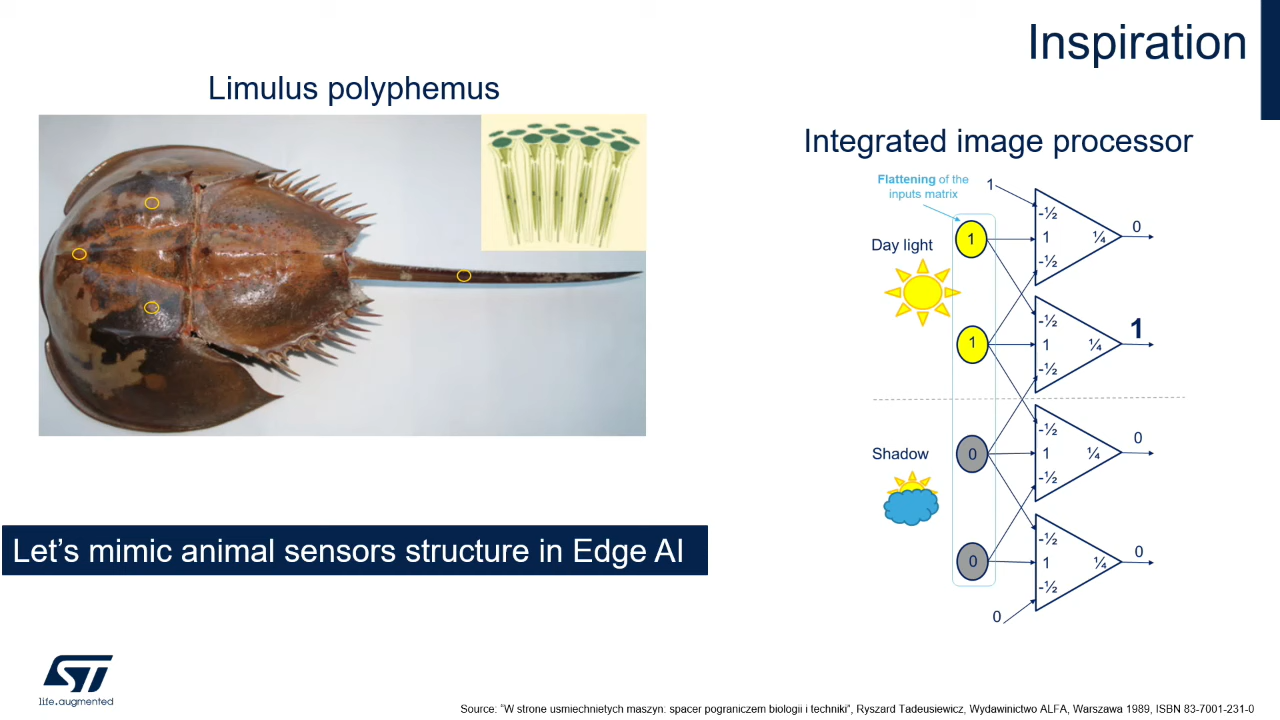 Inspiration
Limulus polyphemus
Integrated image processor
Flattening of the
inputs matrix
1
-½
1
¼
-½
0
Day light
1
-½
1
¼
-½
1
1
-½
1
¼
-½
0
Shadow
0
-½
1
¼
-½
0
0
0
Let's mimic animal sensors structure in Edge AI
ST
life.augmented
Source: "W strone usmiechnietych maszyn: spacer pograniczem biologii i techniki", Ryszard Tadeusiewicz, Wydawinictwo ALFA, Warszawa 1989, ISBN 83-7001-231-0